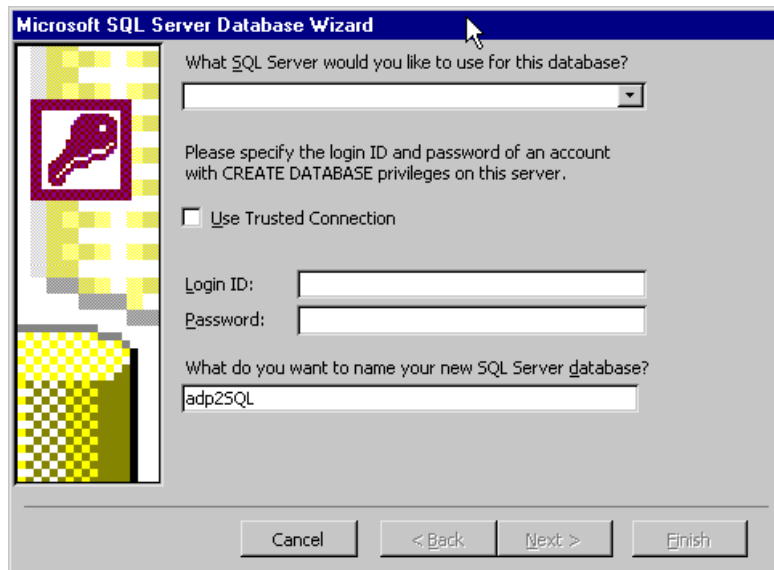 Microsoft SQL Server Database Wizard
What SQL Server would you like to use for this database?
Please specify the login ID and password of an account
with CREATE DATABASE privileges on this server.
Use Trusted Connection
Login ID:
Password:
What do you want to name your new SQL Server database?
adp2SQL
Cancel
< Back
Next >
Finish